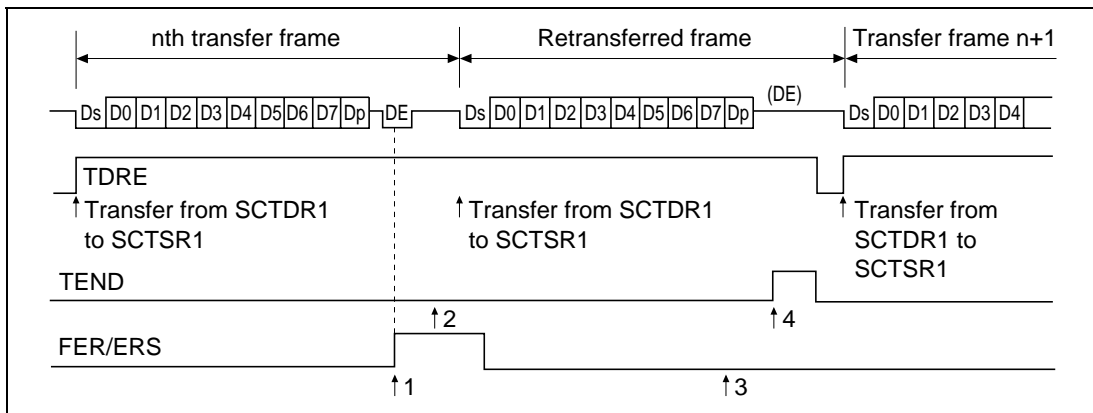 nth transfer frame
Retransferred frame
Transfer frame n+1
Ds D0 D1 D2 D3 D4 D5 D6 D7 Dp DE
Ds D0 D1 D2 D3 D4 D5 D6 D7 Dp
(DE)
Ds D0 D1 D2 D3 D4
TDRE
Transfer from SCTDR1
to SCTSR1
Transfer from SCTDR1
to SCTSR1
Transfer from
SCTDR1 to
SCTSR1
TEND
2
4
FER/ERS
1
3